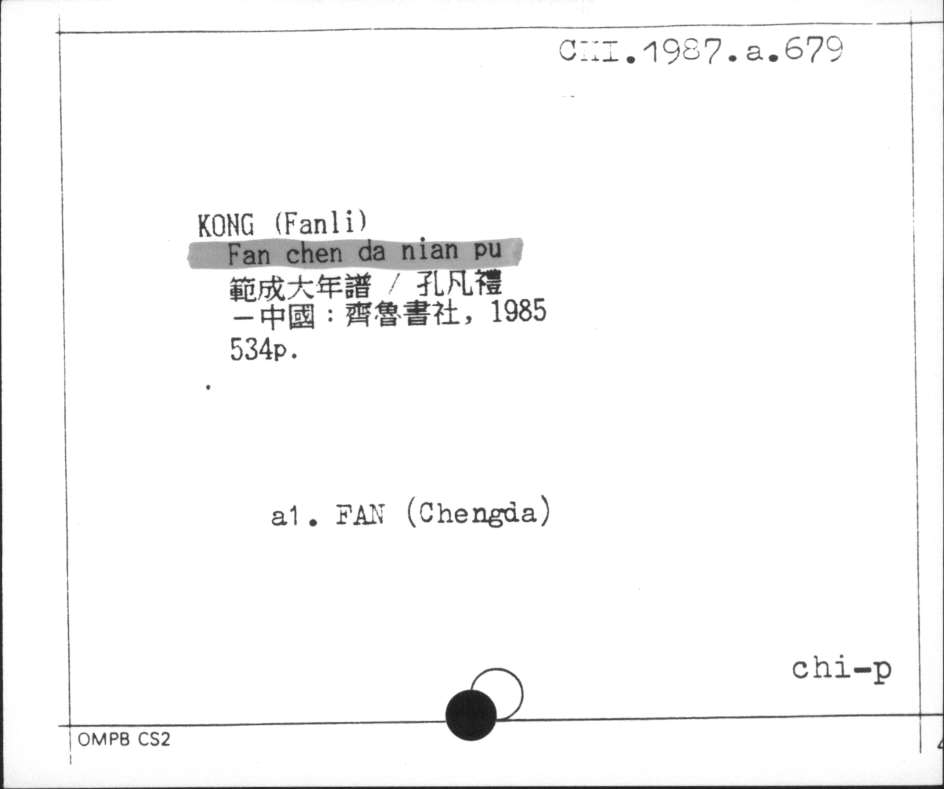 CHI.1987.a.679
KONG (Fanli)
Fan chen da nian pu
範成大年譜 / 孔凡禮
－中國：齊魯書社, 1985
534p.
a1. FAN (Chengda)
chi-p
OMPB CS2